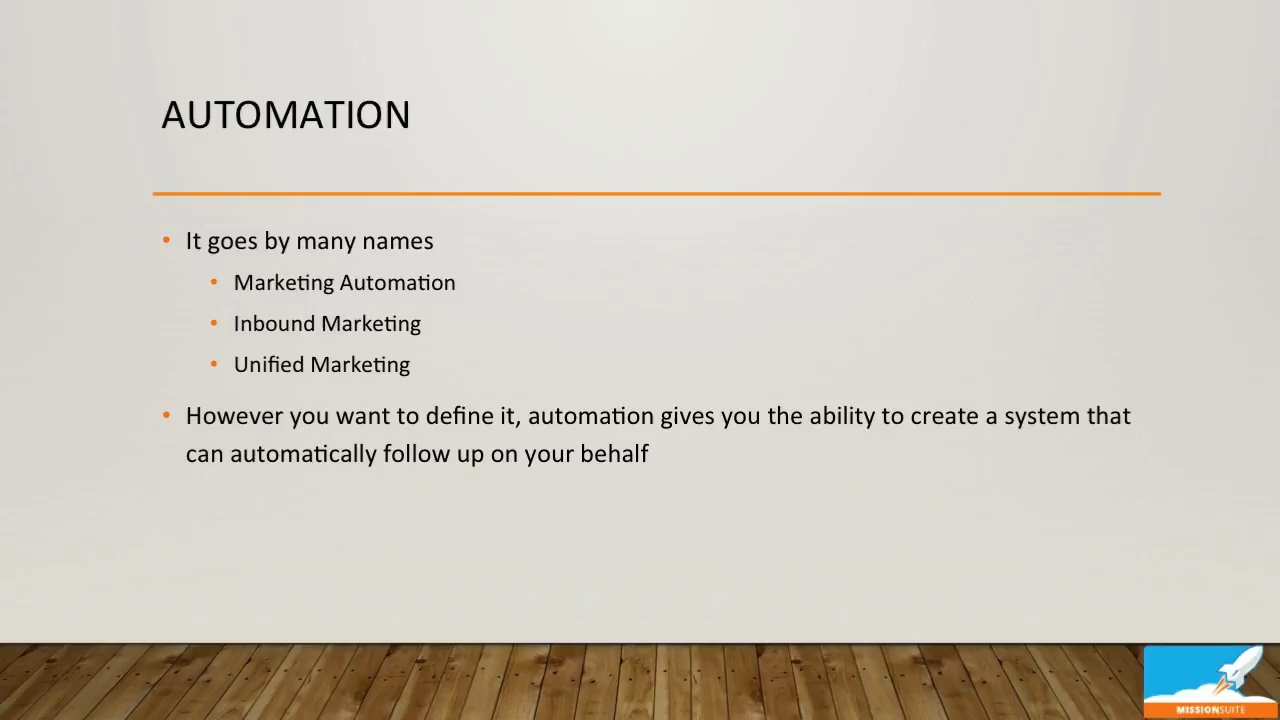 AUTOMATION
• It goes by many names
• Marketing Automation
• Inbound Marketing
• Unified Marketing
• However you want to define it, automation gives you the ability to create a system that
can automatically follow up on your behalf
MISSIONSUITE